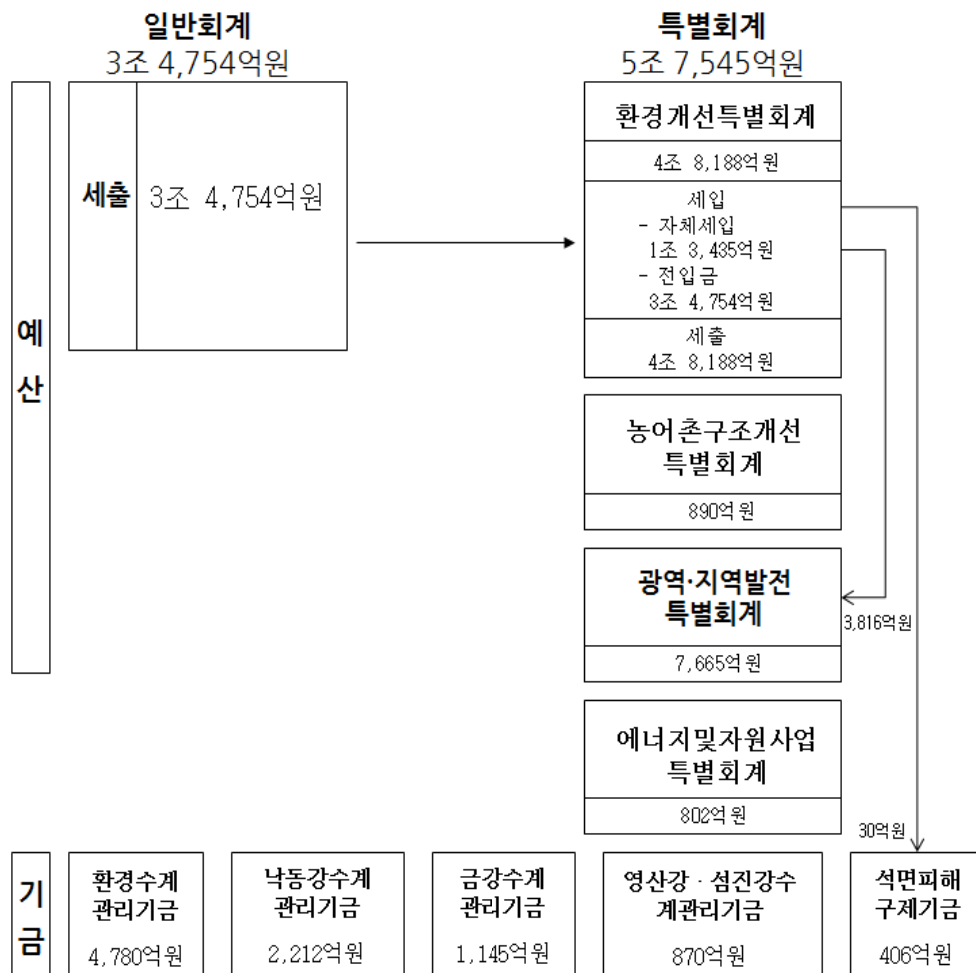 일반회계
3조 4,754억원
특별회계
5조 7,545억원
예
산
세출
3조 4,754억원
환경개선특별회계
4조 8,188억원
세입
- 자체세입
1조 3,435억원
- 전입금
3조 4,754억원
세출
4조 8,188억원
농어촌구조개선
특별회계
890억원
광역·지역발전
특별회계
7,665억원
3,816억원
에너지및자원사업
특별회계
802억원
30억원
기
금
환경수계
관리기금
4,780억원
낙동강수계
관리기금
2,212억원
금강수계
관리기금
1,145억원
영산강·섬진강수
계관리기금
870억원
석면피해
구제기금
406억원